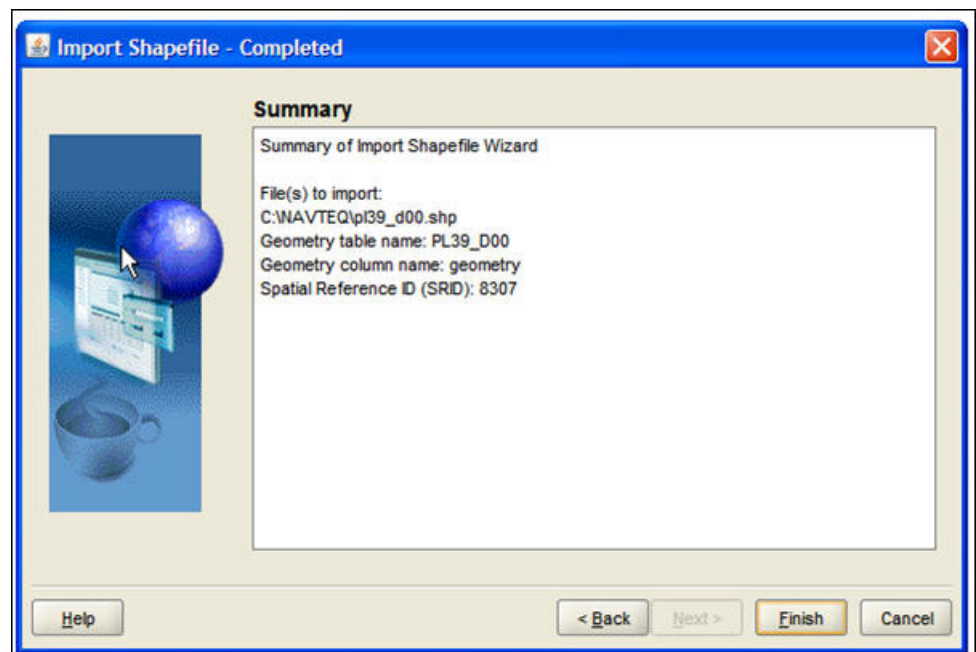 Import Shapefile - Completed
Summary
Summary of Import Shapefile Wizard
File(s) to import:
C:\NAVTEQ\pl39_d00.shp
Geometry table name: PL39_D00
Geometry column name: geometry
Spatial Reference ID (SRID): 8307
Help
< Back
Next >
Finish
Cancel